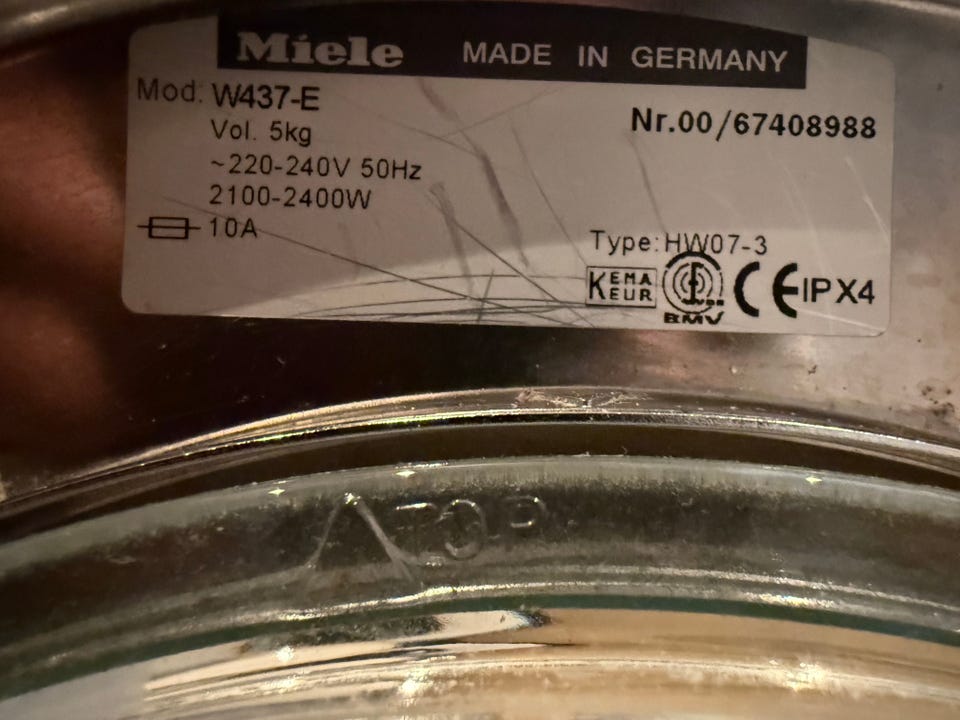 Miele MADE IN GERMANY
Mod. W437-E
Nr.00/67408988
Vol. 5kg
~220-240V 50Hz
2100-2400W
10A
Type:HW07-3
KEMA
KEUR
BMV
CE IPX4
TOP